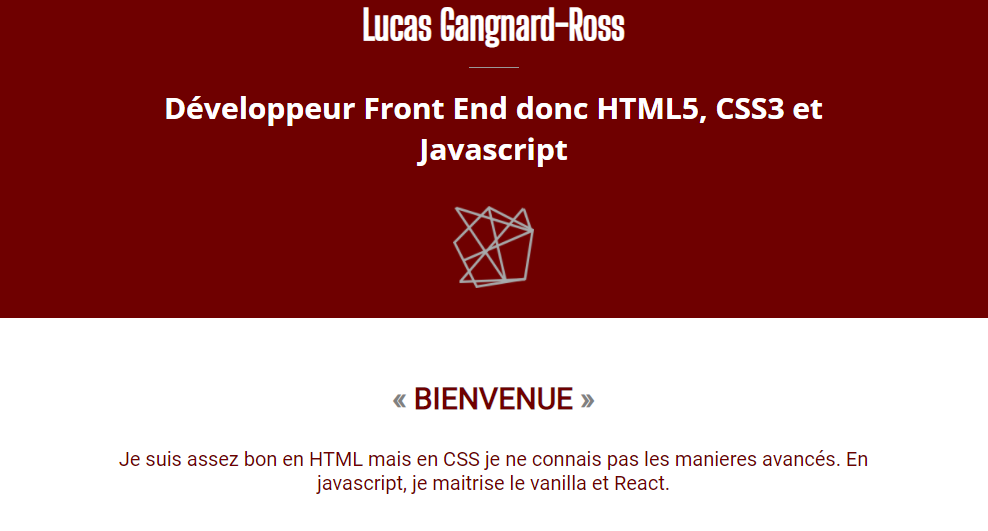 Lucas Gangnard-Ross
Développeur Front End donc HTML5, CSS3 et
Javascript
« BIENVENUE »
Je suis assez bon en HTML mais en CSS je ne connais pas les manieres avancés. En
javascript, je maitrise le vanilla et React.